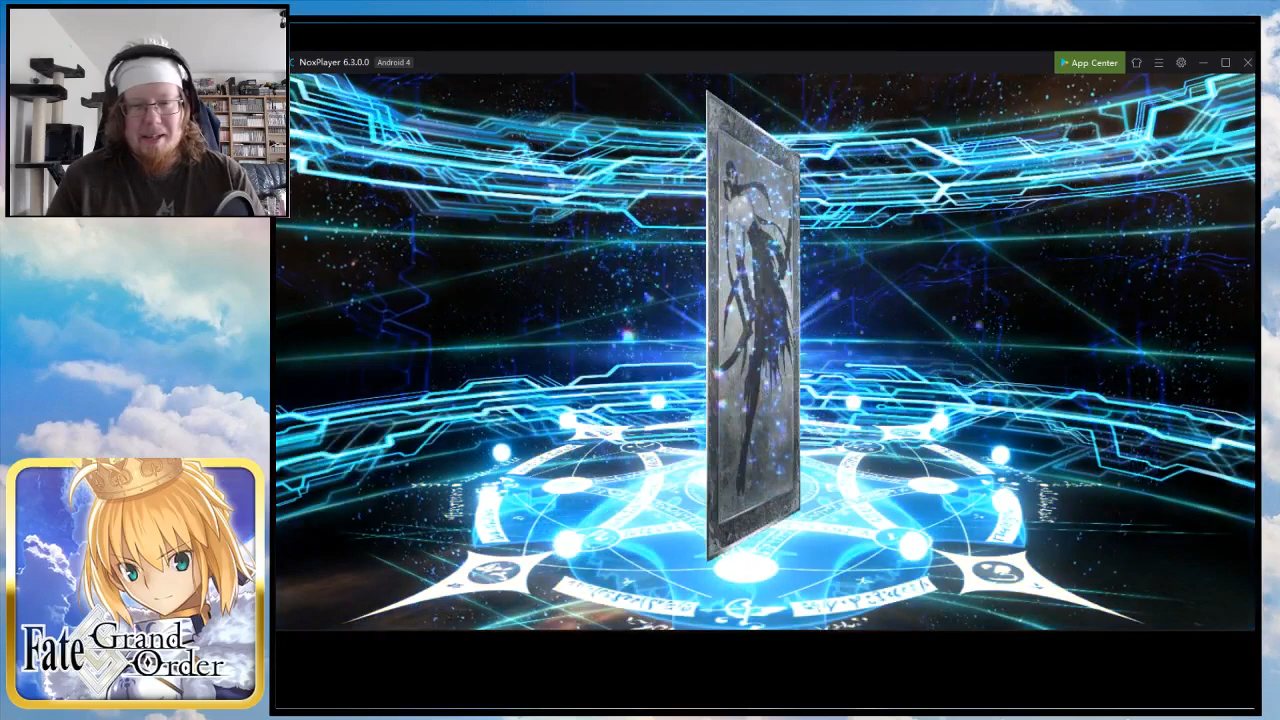 NoxPlayer 6.3.0.0 Android 4
App Center
Fate
Grand
Order